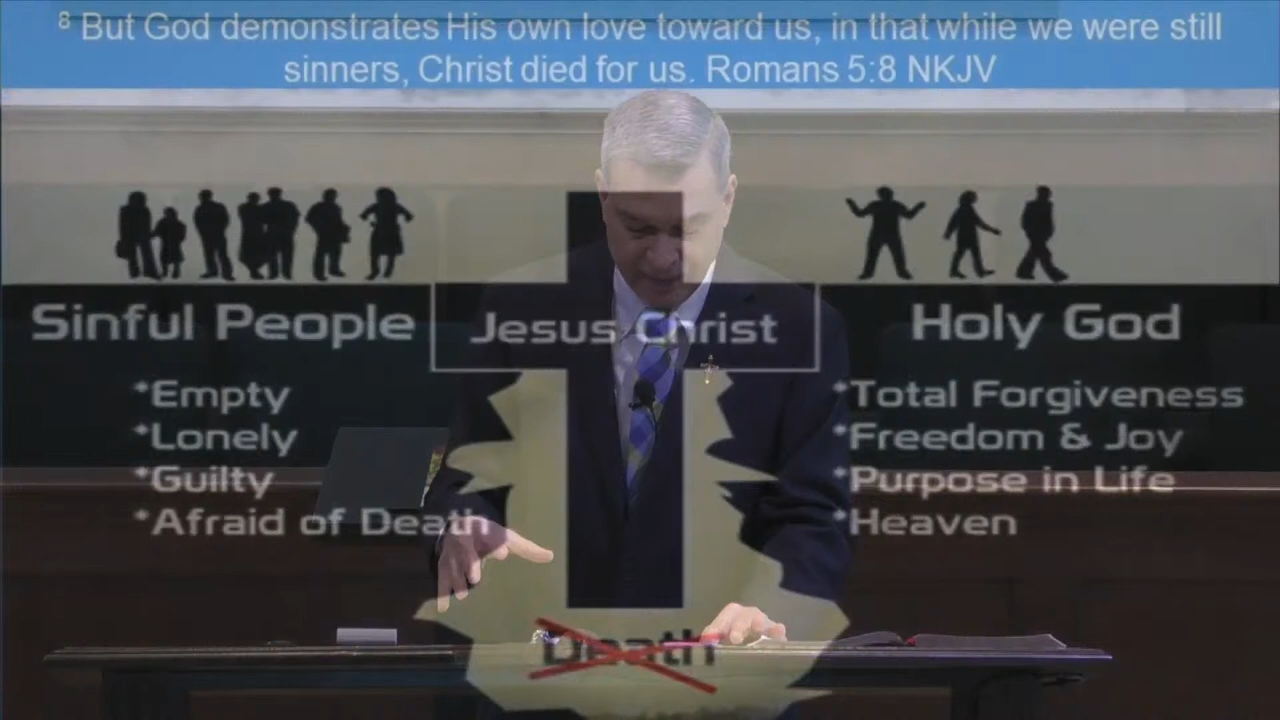 ⁸ But God demonstrates His own love toward us, in that while we were still
sinners, Christ died for us. Romans 5:8 NKJV
Sinful People
Jesus Christ
Holy God
*Empty
*Lonely
*Guilty
*Afraid of Death
*Total Forgiveness
*Freedom & Joy
*Purpose in Life
*Heaven
Death